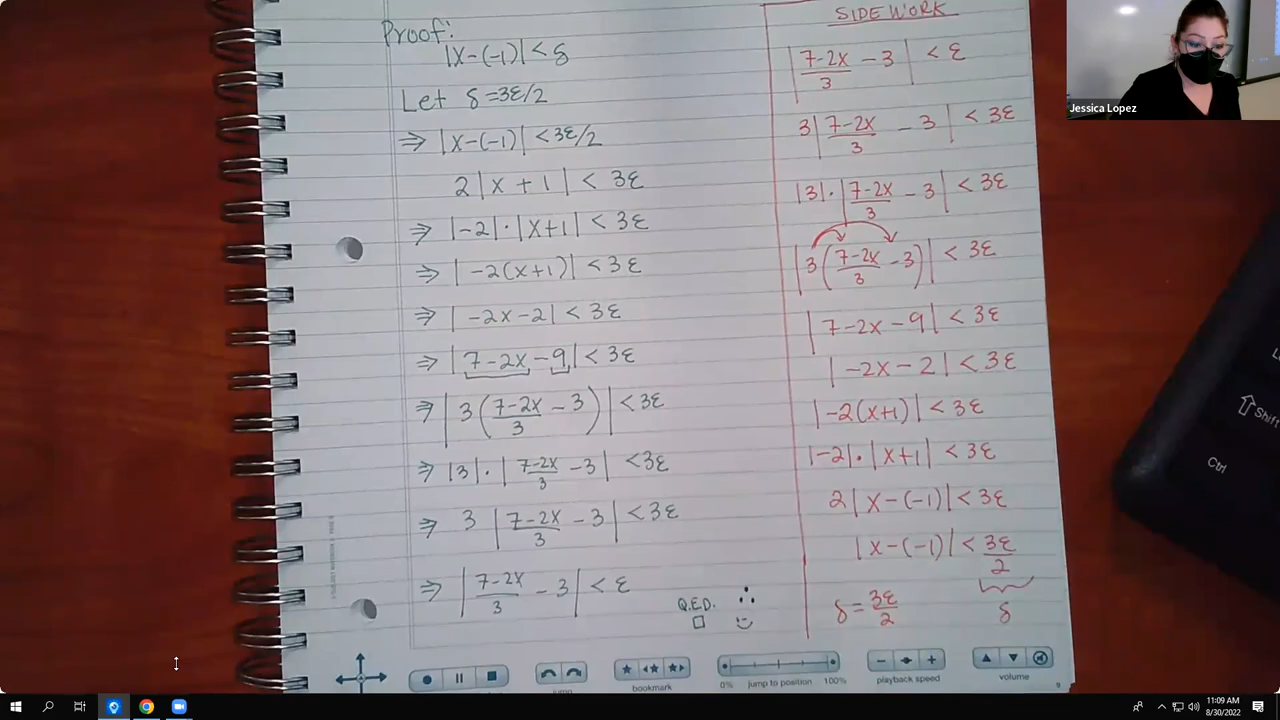 Proof:
|x-(-1)| < δ
Let δ = 3ε/2
⇒ |x-(-1)| < 3ε/2
2|x + 1| < 3ε
⇒ |-2|·|x+1| < 3ε
⇒ |-2(x+1)| < 3ε
⇒ |-2x-2| < 3ε
⇒ |7-2x-9| < 3ε
⇒ |3((7-2x)/3 - 3)| < 3ε
⇒ |3|·|(7-2x)/3 - 3| < 3ε
⇒ 3|(7-2x)/3 - 3| < 3ε
⇒ |(7-2x)/3 - 3| < ε
Q.E.D. ∴
□
SIDE WORK
|(7-2x)/3 - 3| < ε
3|(7-2x)/3 - 3| < 3ε
|3|·|(7-2x)/3 - 3| < 3ε
|3((7-2x)/3 - 3)| < 3ε
|7-2x-9| < 3ε
|-2x-2| < 3ε
|-2(x+1)| < 3ε
|-2|·|x+1| < 3ε
2|x-(-1)| < 3ε
|x-(-1)| < 3ε/2
δ = 3ε/2 δ
jump to position
0% 100%
bookmark
playback speed
volume
9
Jessica Lopez
Shift
Ctrl
11:09 AM
8/30/2022